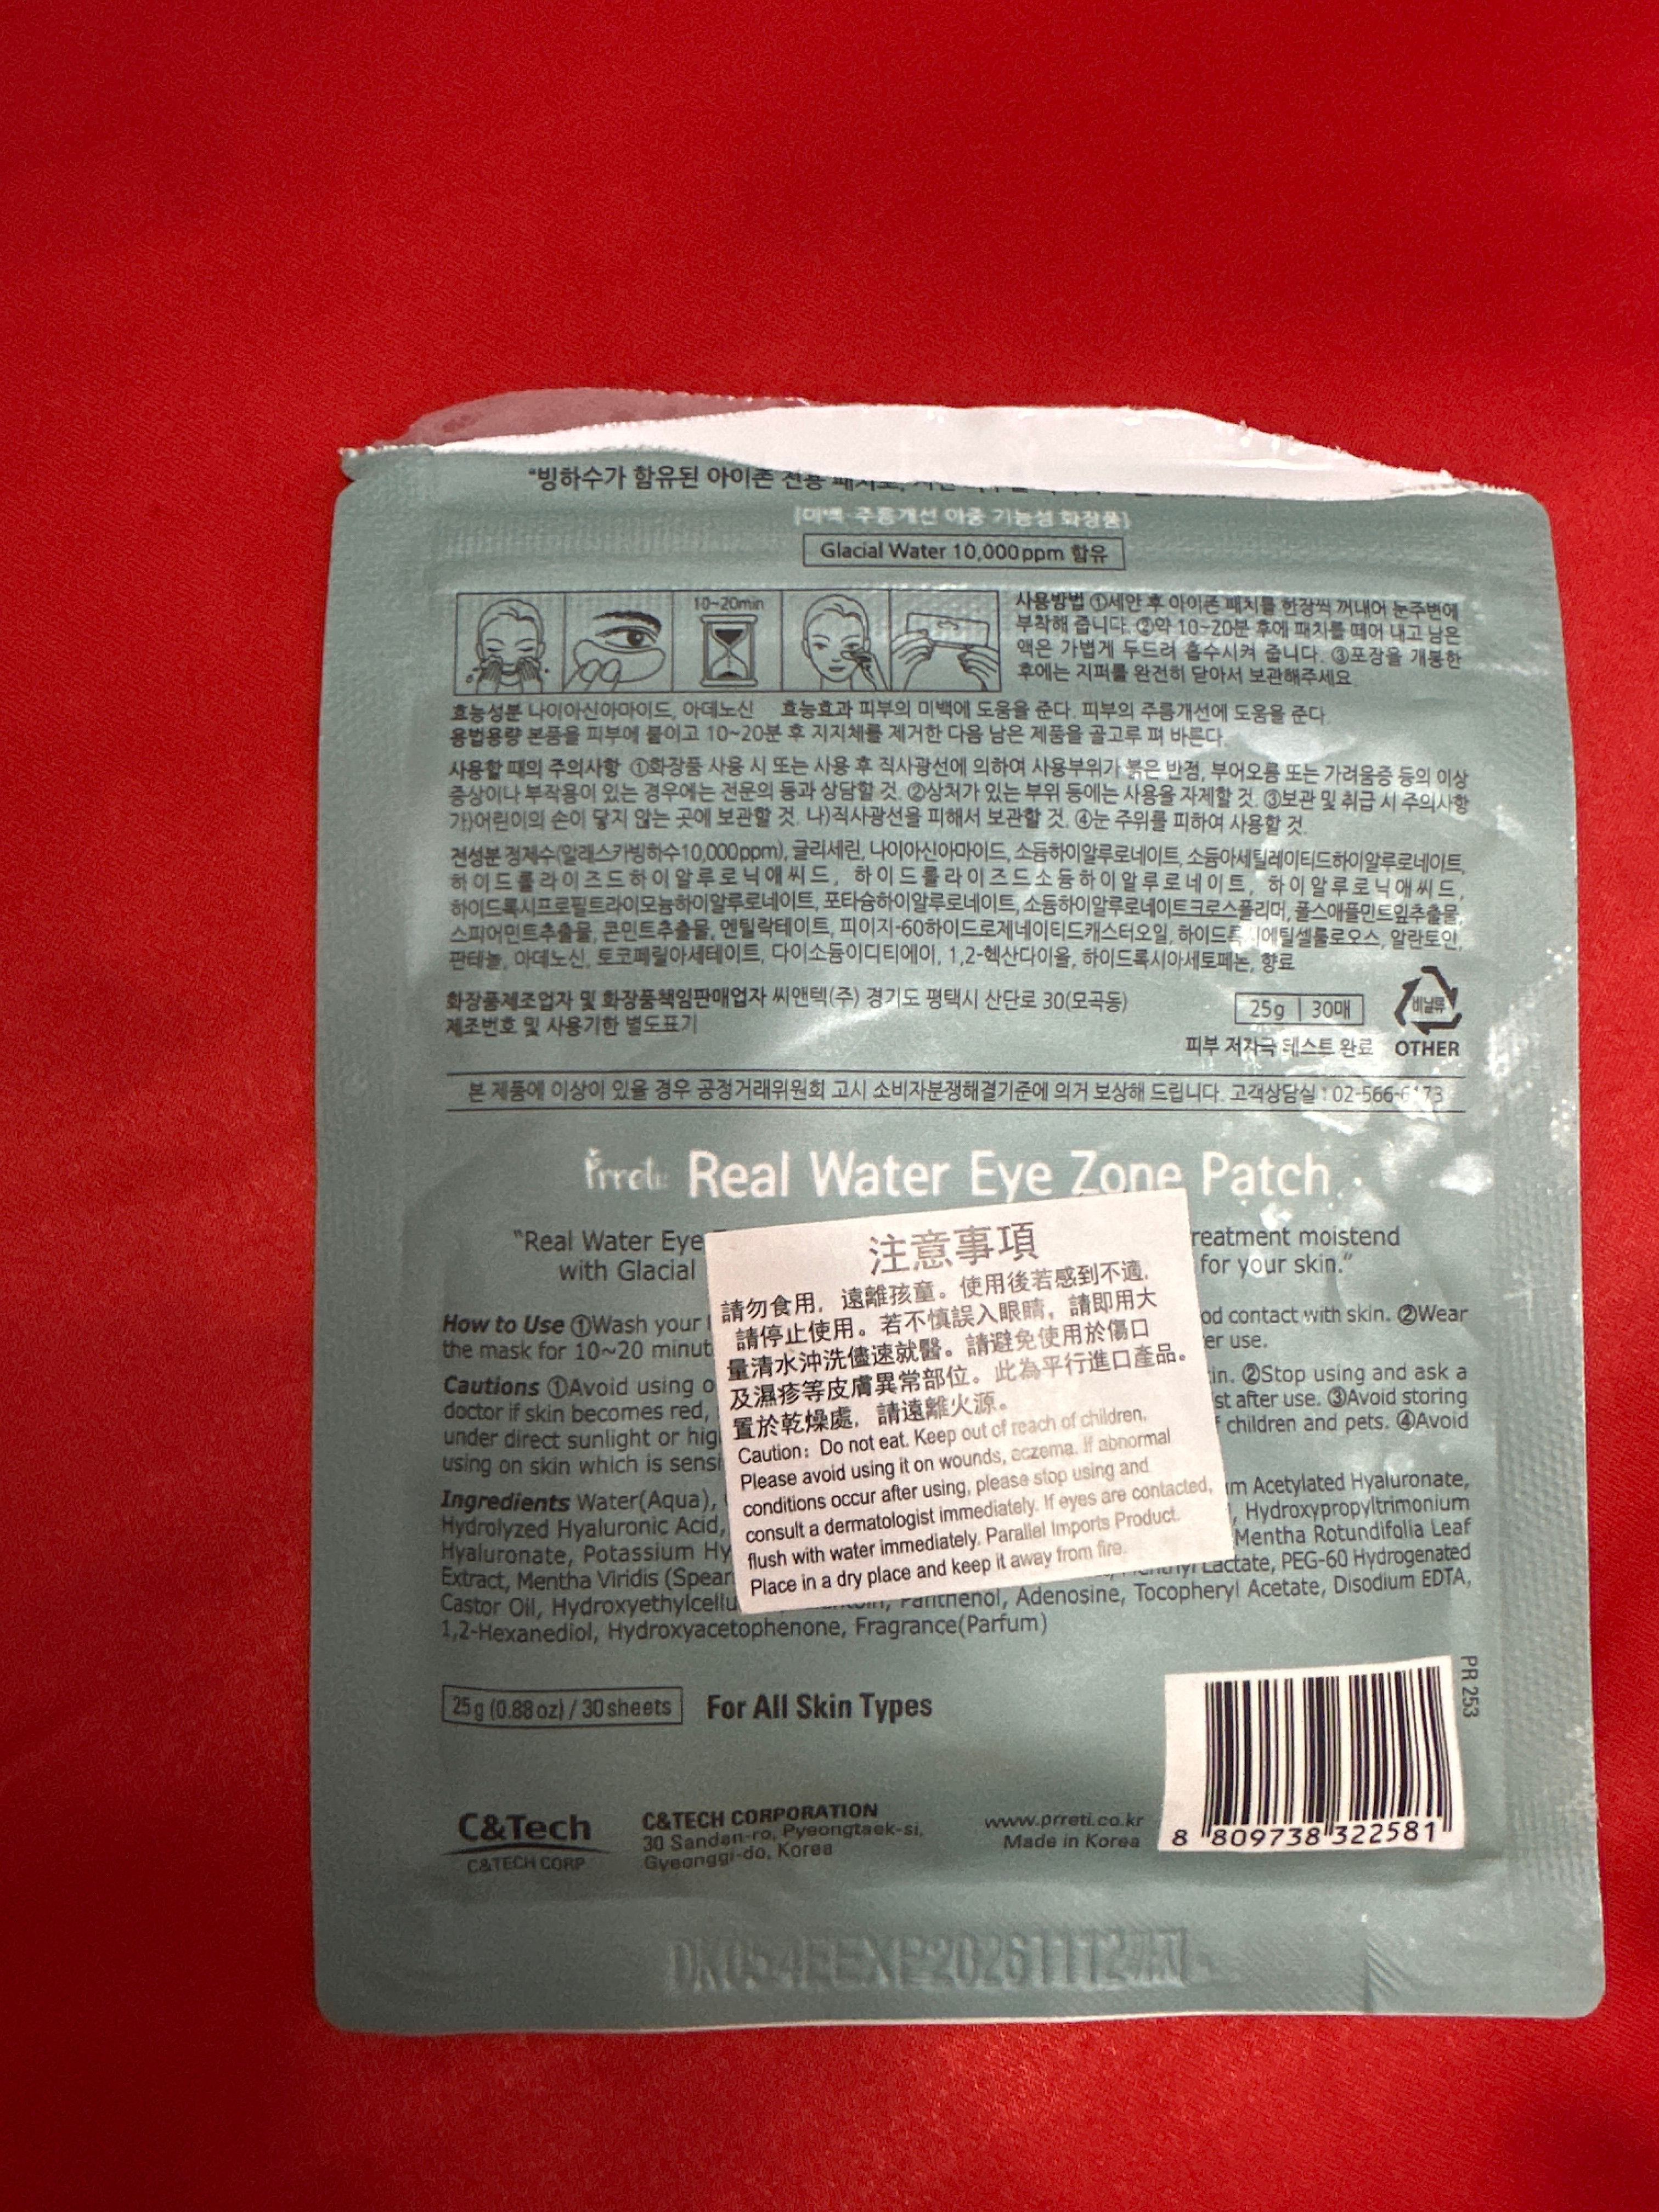 "빙하수가 함유된 아이존 전용 패치로,
[미백·주름개선 이중 기능성 화장품]
Glacial Water 10,000ppm 함유
10~20min
사용방법 ①세안 후 아이존 패치를 한장씩 꺼내어 눈주변에
부착해 줍니다. ②약 10~20분 후에 패치를 떼어 내고 남은
액은 가볍게 두드려 흡수시켜 줍니다. ③포장을 개봉한
후에는 지퍼를 완전히 닫아서 보관해주세요
효능성분 나이아신아마이드, 아데노신 효능효과 피부의 미백에 도움을 준다. 피부의 주름개선에 도움을 준다.
용법용량 본품을 피부에 붙이고 10~20분 후 지지체를 제거한 다음 남은 제품을 골고루 펴 바른다.
사용할 때의 주의사항 ①화장품 사용 시 또는 사용 후 직사광선에 의하여 사용부위가 붉은 반점, 부어오름 또는 가려움증 등의 이상
증상이나 부작용이 있는 경우에는 전문의 등과 상담할 것. ②상처가 있는 부위 등에는 사용을 자제할 것. ③보관 및 취급 시 주의사항
가)어린이의 손이 닿지 않는 곳에 보관할 것. 나)직사광선을 피해서 보관할 것. ④눈 주위를 피하여 사용할 것.
전성분 정제수(알래스카빙하수10,000ppm), 글리세린, 나이아신아마이드, 소듐하이알루로네이트, 소듐아세틸레이티드하이알루로네이트,
하이드롤라이즈드하이알루로닉애씨드, 하이드롤라이즈드소듐하이알루로네이트, 하이알루로닉애씨드,
하이드록시프로필트라이모늄하이알루로네이트, 포타슘하이알루로네이트, 소듐하이알루로네이트크로스폴리머, 폴스애플민트잎추출물,
스피어민트추출물, 콘민트추출물, 멘틸락테이트, 피이지-60하이드로제네이티드캐스터오일, 알란토인,
판테놀, 아데노신, 토코페릴아세테이트, 다이소듐이디티에이, 1,2-헥산다이올, 하이드록시아세토페논, 향료
화장품제조업자 및 화장품책임판매업자 씨앤텍(주) 경기도 평택시 산단로 30(모곡동)
제조번호 및 사용기한 별도표기
25g | 30매
피부 저자극 테스트 완료
비닐류
OTHER
본 제품에 이상이 있을 경우 공정거래위원회 고시 소비자분쟁해결기준에 의거 보상해 드립니다. 고객상담실 : 02-566-6173
Prreti Real Water Eye Zone Patch
"Real Water Eye reatment moistend
with Glacial for your skin."
How to Use ①Wash your od contact with skin. ②Wear
the mask for 10~20 minut er use.
Cautions ①Avoid using o in. ②Stop using and ask a
doctor if skin becomes red, st after use. ③Avoid storing
under direct sunlight or hig f children and pets. ④Avoid
using on skin which is sensi
Ingredients Water(Aqua), m Acetylated Hyaluronate,
Hydrolyzed Hyaluronic Acid, Hydroxypropyltrimonium
Hyaluronate, Potassium Hy Mentha Rotundifolia Leaf
Extract, Mentha Viridis (Spear Lactate, PEG-60 Hydrogenated
Castor Oil, Hydroxyethylcellu Panthenol, Adenosine, Tocopheryl Acetate, Disodium EDTA,
1,2-Hexanediol, Hydroxyacetophenone, Fragrance(Parfum)
注意事項
請勿食用，遠離孩童。使用後若感到不適，
請停止使用。若不慎誤入眼睛，請即用大
量清水沖洗儘速就醫。請避免使用於傷口
及濕疹等皮膚異常部位。此為平行進口產品。
置於乾燥處，請遠離火源。
Caution: Do not eat. Keep out of reach of children.
Please avoid using it on wounds, eczema. If abnormal
conditions occur after using, please stop using and
consult a dermatologist immediately. If eyes are contacted,
flush with water immediately. Parallel Imports Product.
Place in a dry place and keep it away from fire.
25g (0.88 oz) / 30 sheets
For All Skin Types
PR 253
C&Tech
C&TECH CORP
C&TECH CORPORATION
30 Sandan-ro, Pyeongtaek-si,
Gyeonggi-do, Korea
www.prreti.co.kr
Made in Korea
8 809738 322581
DK054EEXP20261112까지